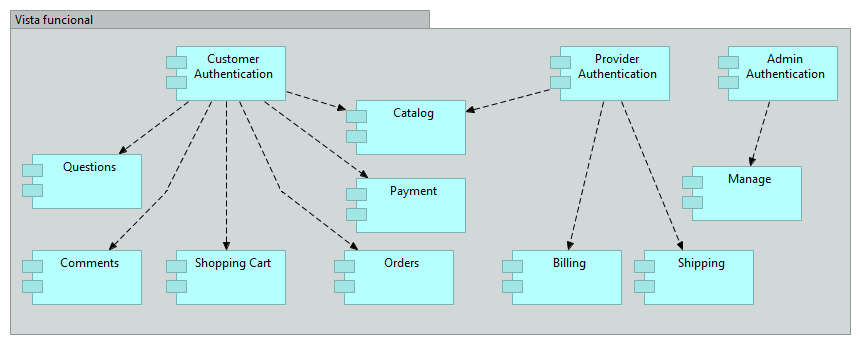 Vista funcional
Customer
Authentication
Provider
Authentication
Admin
Authentication
Catalog
Questions
Payment
Manage
Comments
Shopping Cart
Orders
Billing
Shipping